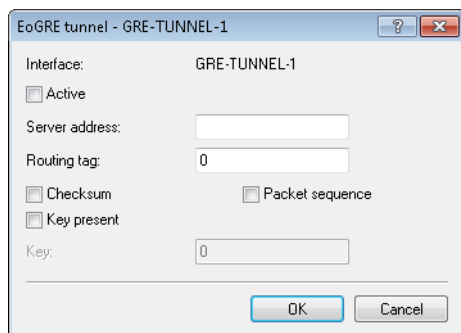 EoGRE tunnel - GRE-TUNNEL-1
Interface: GRE-TUNNEL-1
Active
Server address:
Routing tag: 0
Checksum Packet sequence
Key present
Key: 0
OK Cancel